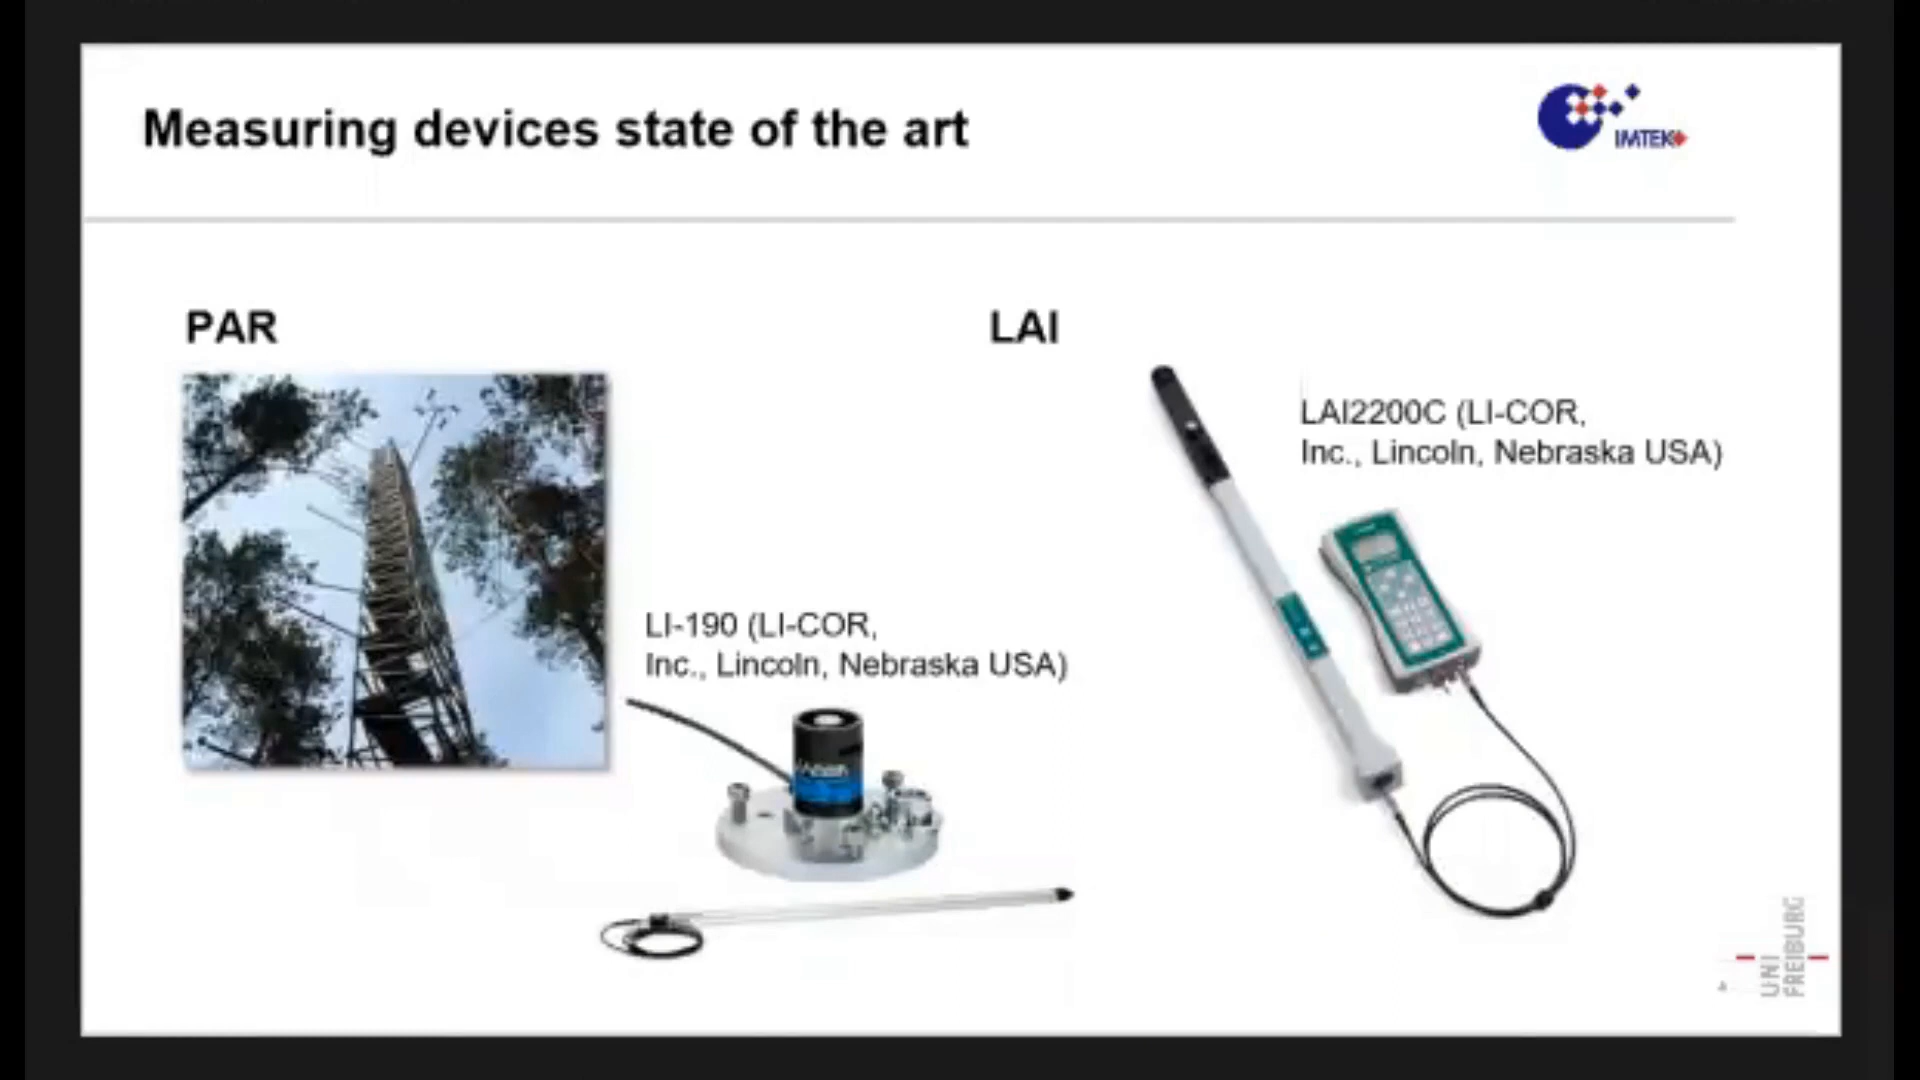 Measuring devices state of the art
IMTEK
PAR
LAI
LAI2200C (LI-COR,
Inc., Lincoln, Nebraska USA)
LI-190 (LI-COR,
Inc., Lincoln, Nebraska USA)
UNI
FREIBURG